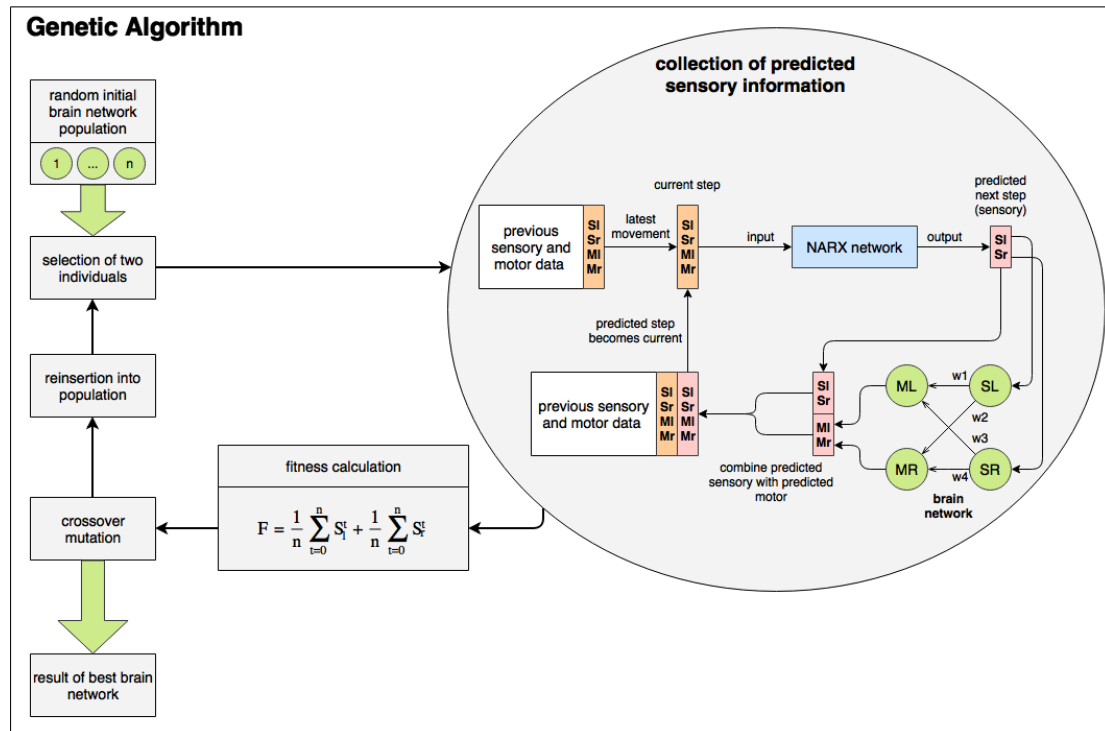 Genetic Algorithm
random initial
brain network
population
1
...
n
selection of two
individuals
reinsertion into
population
crossover
mutation
result of best brain
network
fitness calculation
F = 1/n n∑t=0 S_l^t + 1/n n∑t=0 S_r^t
collection of predicted
sensory information
previous
sensory and
motor data
Sl
Sr
Ml
Mr
latest
movement
current step
Sl
Sr
Ml
Mr
input
NARX network
output
predicted
next step
(sensory)
Sl
Sr
predicted step
becomes current
previous sensory
and motor data
Sl
Sr
Ml
Mr
Sl
Sr
Ml
Mr
Sl
Sr
Ml
Mr
combine predicted
sensory with predicted
motor
ML
w1
SL
w2
w3
MR
w4
SR
brain
network